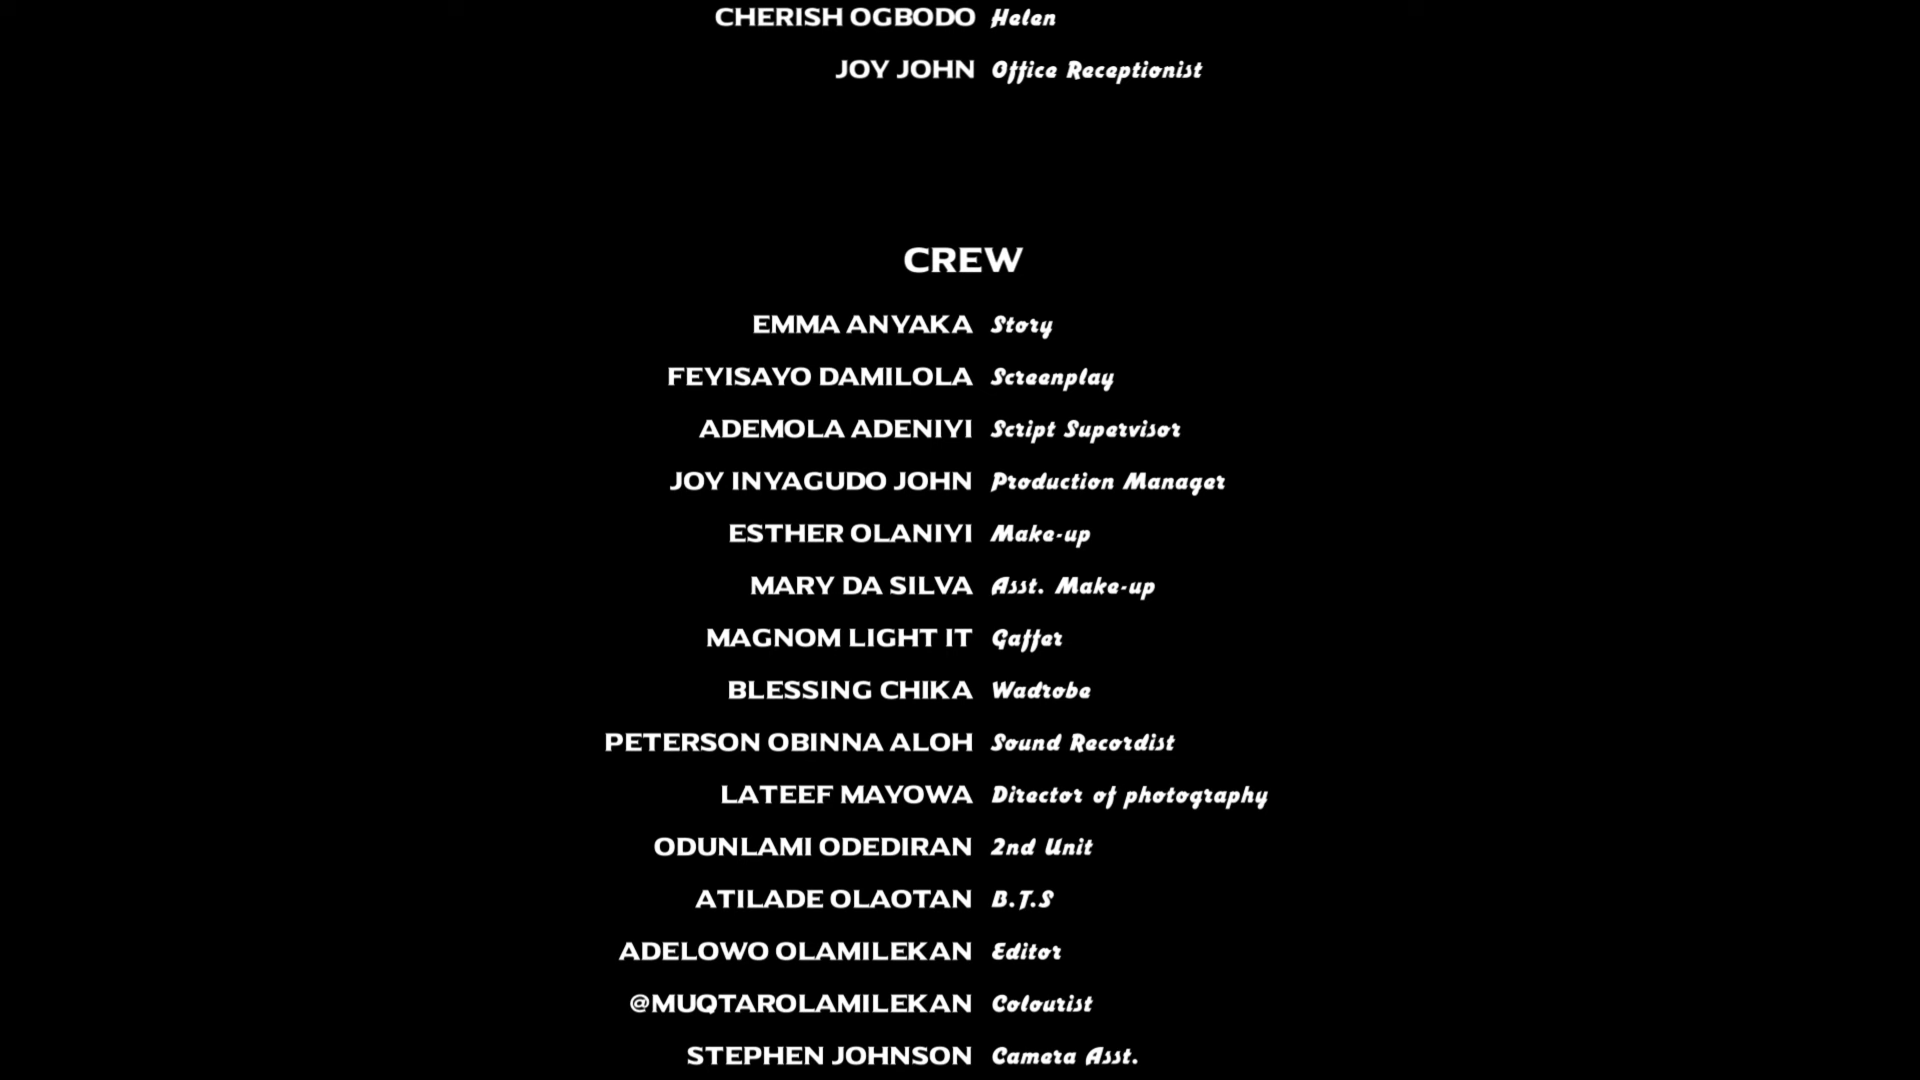 CHERISH OGBODO Helen
JOY JOHN Office Receptionist
CREW
EMMA ANYAKA Story
FEYISAYO DAMILOLA Screenplay
ADEMOLA ADENIYI Script Supervisor
JOY INYAGUDO JOHN Production Manager
ESTHER OLANIYI Make-up
MARY DA SILVA Asst. Make-up
MAGNOM LIGHT IT Gaffer
BLESSING CHIKA Wadrobe
PETERSON OBINNA ALOH Sound Recordist
LATEEF MAYOWA Director of photography
ODUNLAMI ODEDIRAN 2nd Unit
ATILADE OLAOTAN B.T.S
ADELOWO OLAMILEKAN Editor
@MUQTAROLAMILEKAN Colourist
STEPHEN JOHNSON Camera Asst.